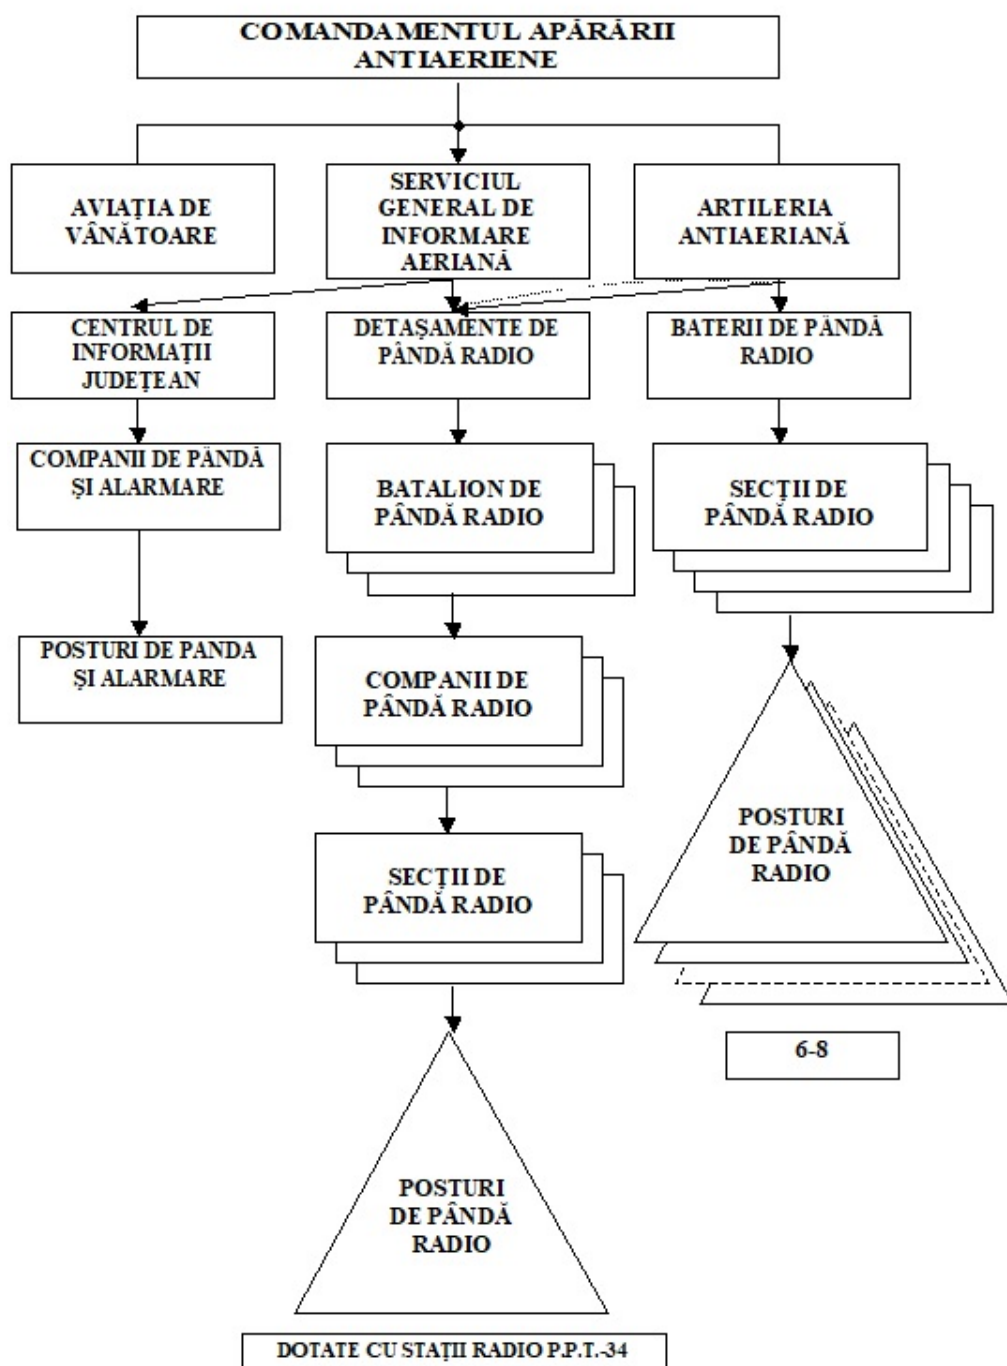 COMANDAMENTUL APĂRĂRII
ANTIAERIENE
AVIAȚIA DE
VÂNĂTOARE
SERVICIUL
GENERAL DE
INFORMARE
AERIANĂ
ARTILERIA
ANTIAERIANĂ
CENTRUL DE
INFORMAȚII
JUDEȚEAN
DETAȘAMENTE DE
PÂNDĂ RADIO
BATERII DE PÂNDĂ
RADIO
COMPANII DE PÂNDĂ
ȘI ALARMARE
BATALION DE
PÂNDĂ RADIO
SECȚII DE
PÂNDĂ RADIO
POSTURI DE PANDA
ȘI ALARMARE
COMPANII DE
PÂNDĂ RADIO
POSTURI
DE PÂNDĂ
RADIO
SECȚII DE
PÂNDĂ RADIO
6-8
POSTURI
DE PÂNDĂ
RADIO
DOTATE CU STAȚII RADIO P.P.T.-34